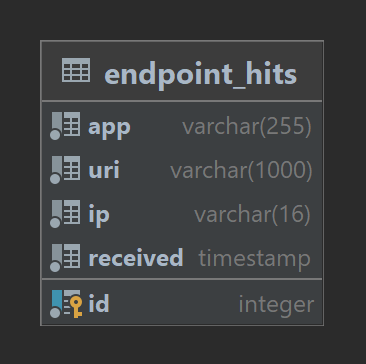 endpoint_hits
app varchar(255)
uri varchar(1000)
ip varchar(16)
received timestamp
id integer